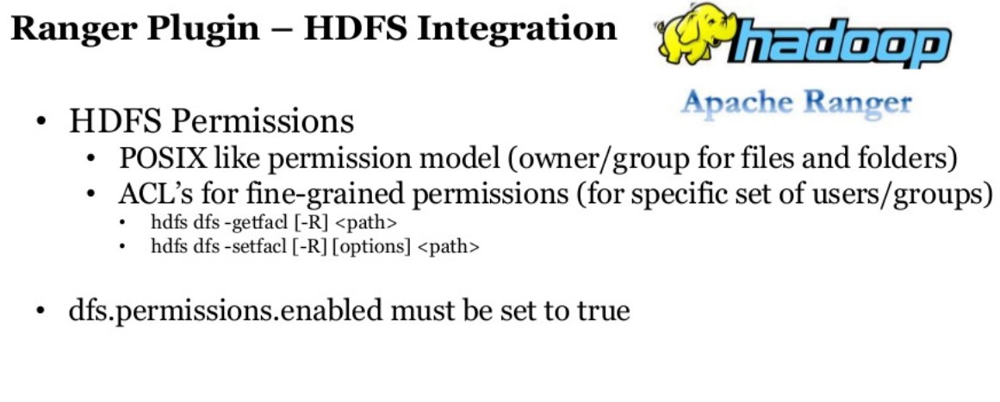 Ranger Plugin – HDFS Integration
hadoop
Apache Ranger
• HDFS Permissions
• POSIX like permission model (owner/group for files and folders)
• ACL’s for fine-grained permissions (for specific set of users/groups)
• hdfs dfs -getfacl [-R] <path>
• hdfs dfs -setfacl [-R] [options] <path>
• dfs.permissions.enabled must be set to true